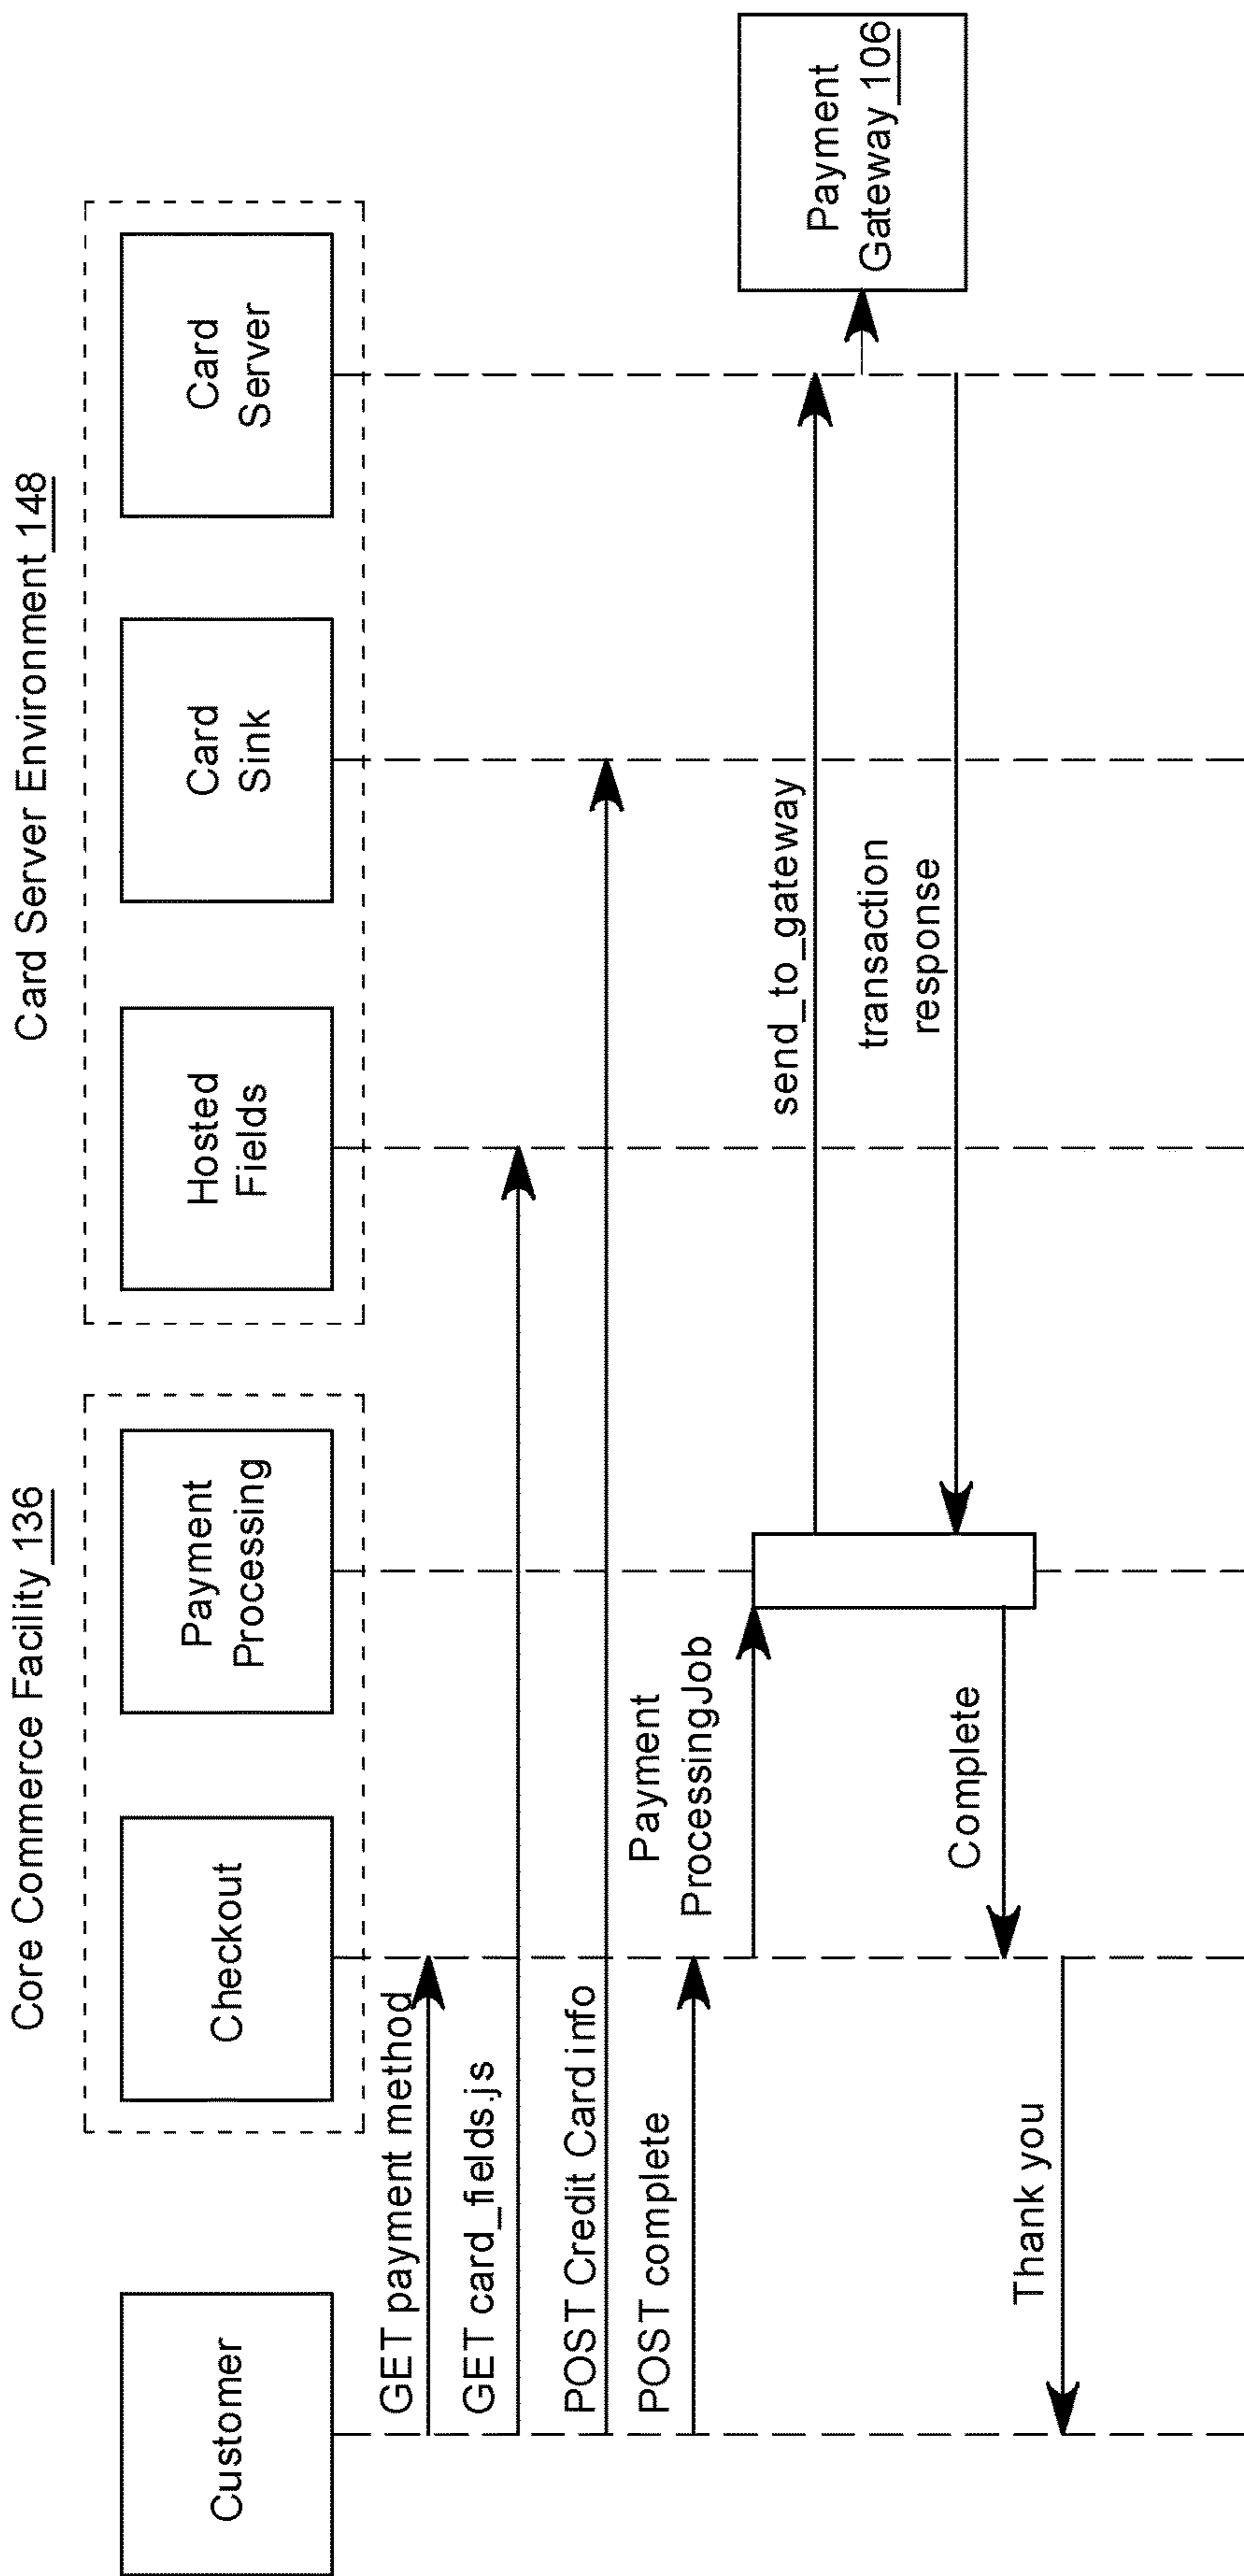 Core Commerce Facility 136
Card Server Environment 148
Customer
Checkout
Payment
Processing
Hosted
Fields
Card
Sink
Card
Server
GET payment method
GET card_fields.js
POST Credit Card info
POST complete
Payment
ProcessingJob
send_to_gateway
Payment
Gateway 106
transaction
response
Complete
Thank you